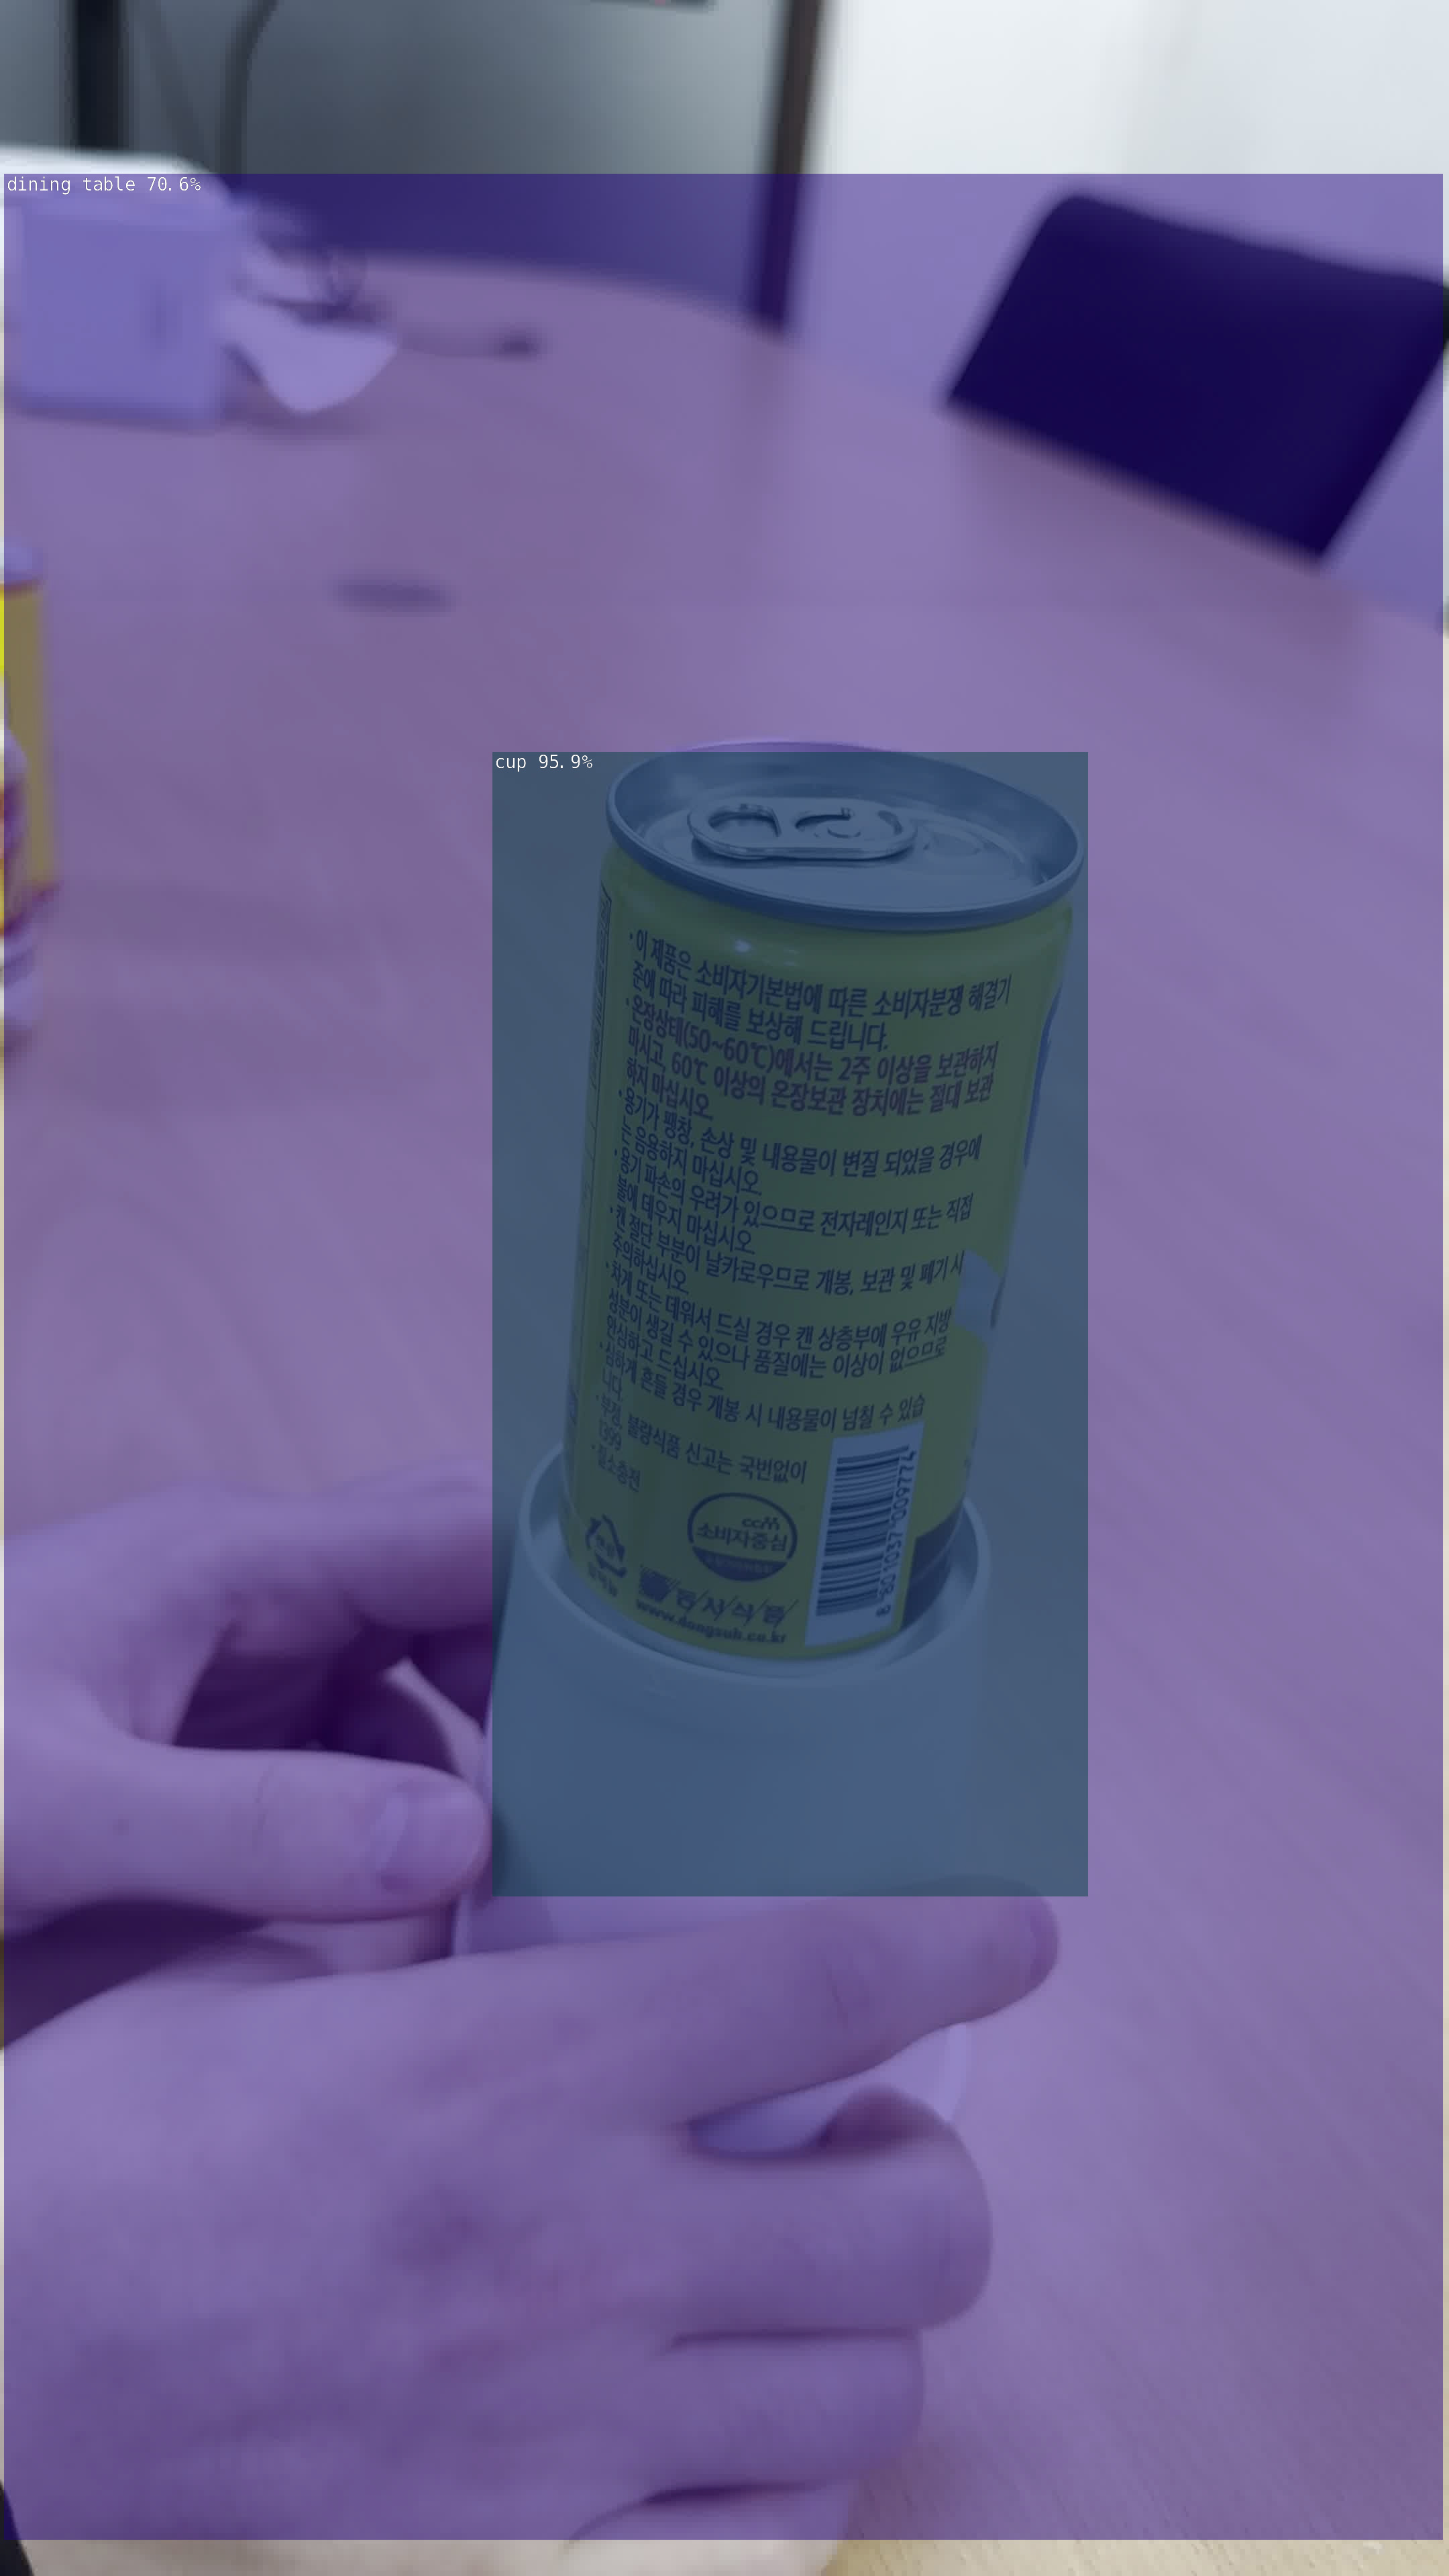 dining table 70.6%
cup 95.9%
• 이 제품은 소비자기본법에 따른 소비자분쟁 해결기
준에 따라 피해를 보상해 드립니다.
• 온장상태(50~60℃)에서는 2주 이상을 보관하지
마시고, 60℃ 이상의 온장보관 장치에는 절대 보관
하지 마십시오.
• 용기가 팽창, 손상 및 내용물이 변질 되었을 경우에
는 음용하지 마십시오.
• 용기 파손의 우려가 있으므로 전자레인지 또는 직접
불에 데우지 마십시오
• 캔 절단 부분이 날카로우므로 개봉, 보관 및 폐기 시
주의하십시오.
• 차게 또는 데워서 드실 경우 캔 상층부에 우유 지방
성분이 생길 수 있으나 품질에는 이상이 없으므로
안심하고 드십시오.
• 심하게 흔들 경우 개봉 시 내용물이 넘칠 수 있습
니다.
• 부정, 불량식품 신고는 국번없이
1399
• 질소충전
ccm
소비자중심
동서식품
www.dongsuh.co.kr
8 801037 009774